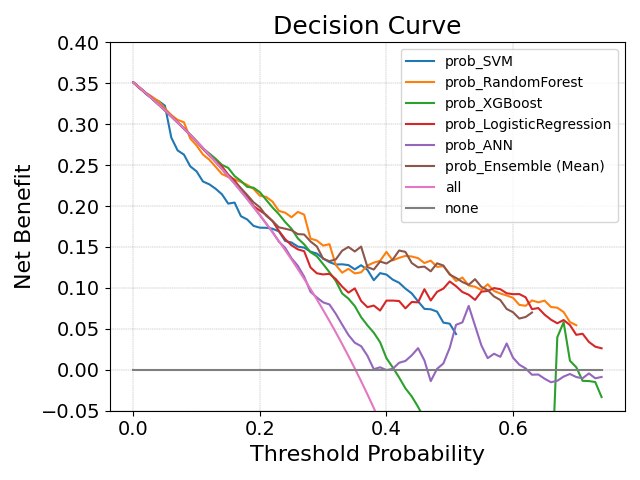 Decision Curve
Net Benefit
0.40
0.35
0.30
0.25
0.20
0.15
0.10
0.05
0.00
−0.05
prob_SVM
prob_RandomForest
prob_XGBoost
prob_LogisticRegression
prob_ANN
prob_Ensemble (Mean)
all
none
0.0 0.2 0.4 0.6
Threshold Probability